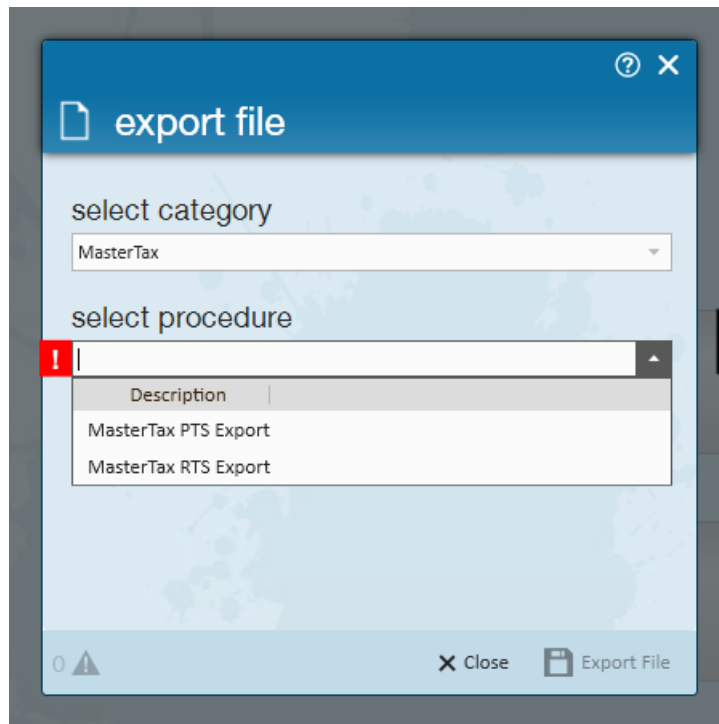 export file
select category
MasterTax
select procedure
!
Description
MasterTax PTS Export
MasterTax RTS Export
0
Close
Export File